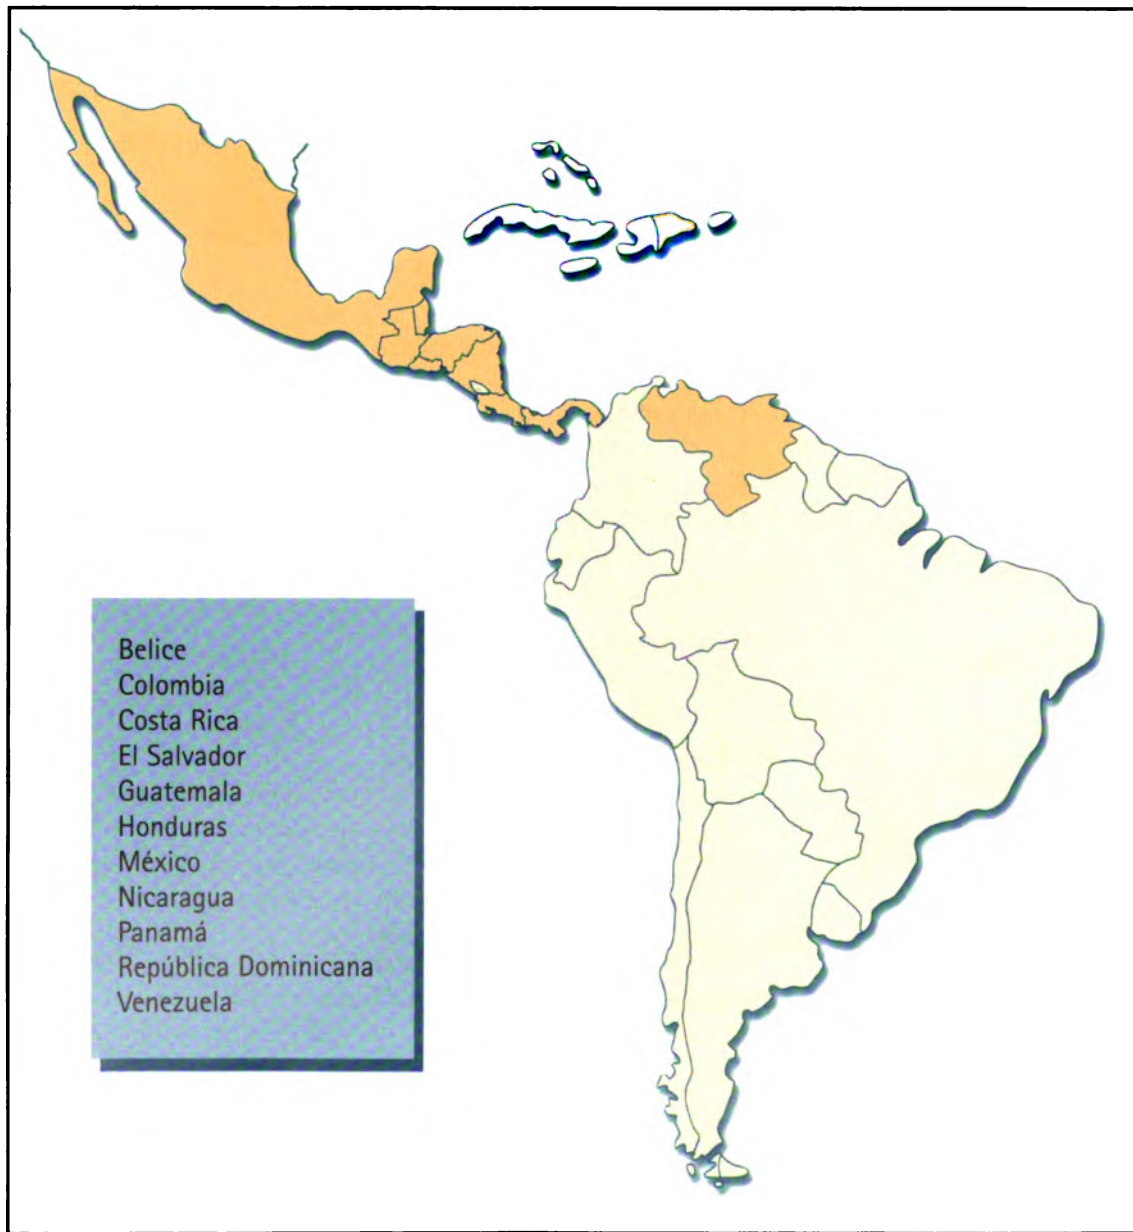 Belice
Colombia
Costa Rica
El Salvador
Guatemala
Honduras
México
Nicaragua
Panamá
República Dominicana
Venezuela